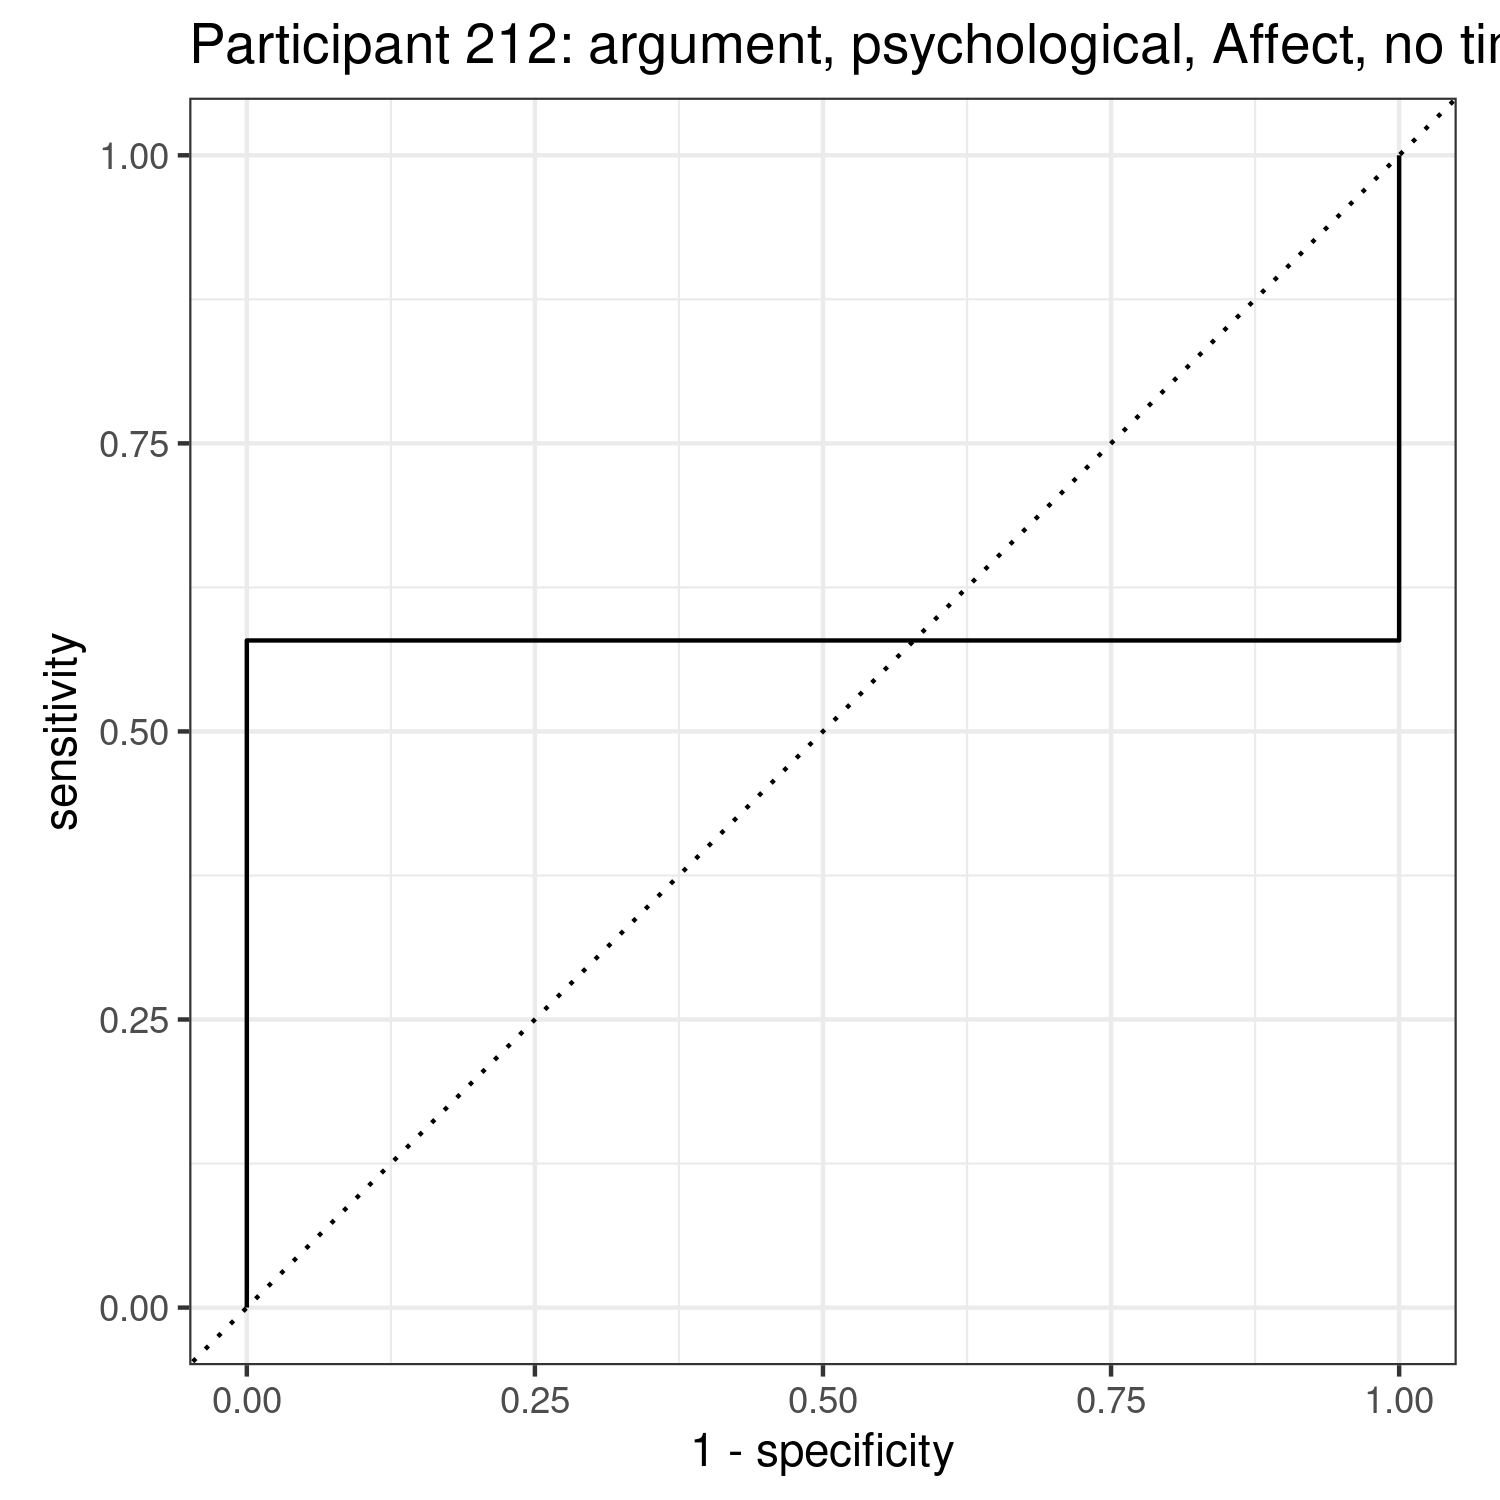 Participant 212: argument, psychological, Affect, no
1.00
0.75
0.50
0.25
0.00
sensitivity
0.00 0.25 0.50 0.75 1.00
1 - specificity